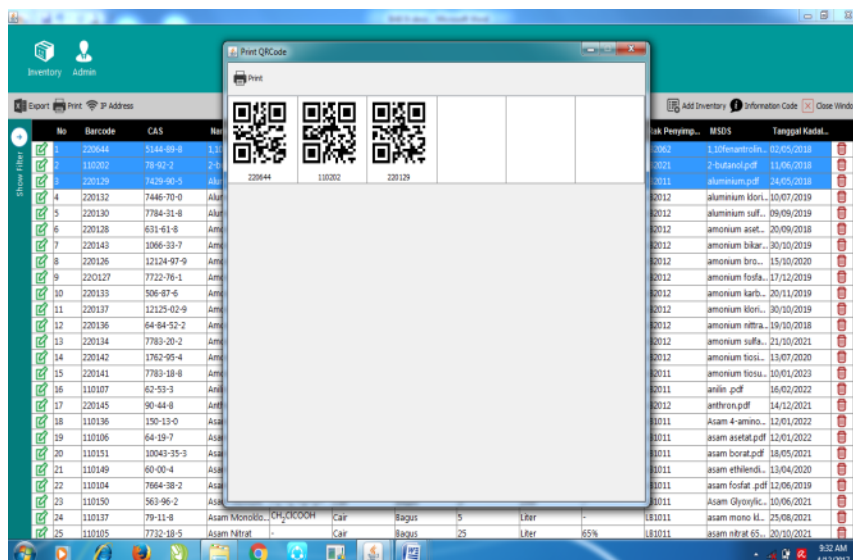 Print QRCode
Inventory Admin
Print
Export Print IP Address
Add Inventory Information Code Close Windo
Show Filter
No Barcode CAS MSDS Tanggal Kadal...
1 220644 5144-89-8 1,10fenantrolin... 02/05/2018
2 110202 78-92-2 2-butanol.pdf 11/06/2018
3 220129 7429-90-5 aluminium.pdf 24/05/2018
220644 110202 220129
4 220132 7446-70-0 aluminium klori... 10/07/2019
5 220130 7784-31-8 aluminium sulf... 09/09/2019
6 220128 631-61-8 amonium aset... 20/09/2018
7 220143 1066-33-7 amonium bikar... 30/10/2019
8 220126 12124-97-9 amonium bro... 15/10/2020
9 220127 7722-76-1 amonium fosfa... 17/12/2019
10 220133 506-87-6 amonium karb... 20/11/2019
11 220137 12125-02-9 amonium klori... 30/10/2019
12 220136 64-84-52-2 amonium nittra... 19/10/2018
13 220134 7783-20-2 amonium sulfa... 21/10/2021
14 220142 1762-95-4 amonium tiosi... 13/07/2020
15 220141 7783-18-8 amonium tiosu... 10/01/2023
16 110107 62-53-3 anilin .pdf 16/02/2022
17 220145 90-44-8 anthron.pdf 14/12/2021
18 110136 150-13-0 Asam 4-amino... 12/01/2022
19 110106 64-19-7 asam asetat.pdf 12/01/2022
20 110151 10043-35-3 asam borat.pdf 18/05/2021
21 110149 60-00-4 asam ethilendi... 13/04/2020
22 110104 7664-38-2 asam fosfat .pdf 12/06/2019
23 110150 563-96-2 Asam Glyoxylic... 10/06/2021
24 110137 79-11-8 Asam Monoklo... CH2ClCOOH Cair Bagus 5 Liter - LB1011 asam mono kl... 25/08/2021
25 110105 7732-18-5 Asam Nitrat - Cair Bagus 25 Liter 65% LB1011 asam nitrat 65... 20/10/2021
9:32 AM